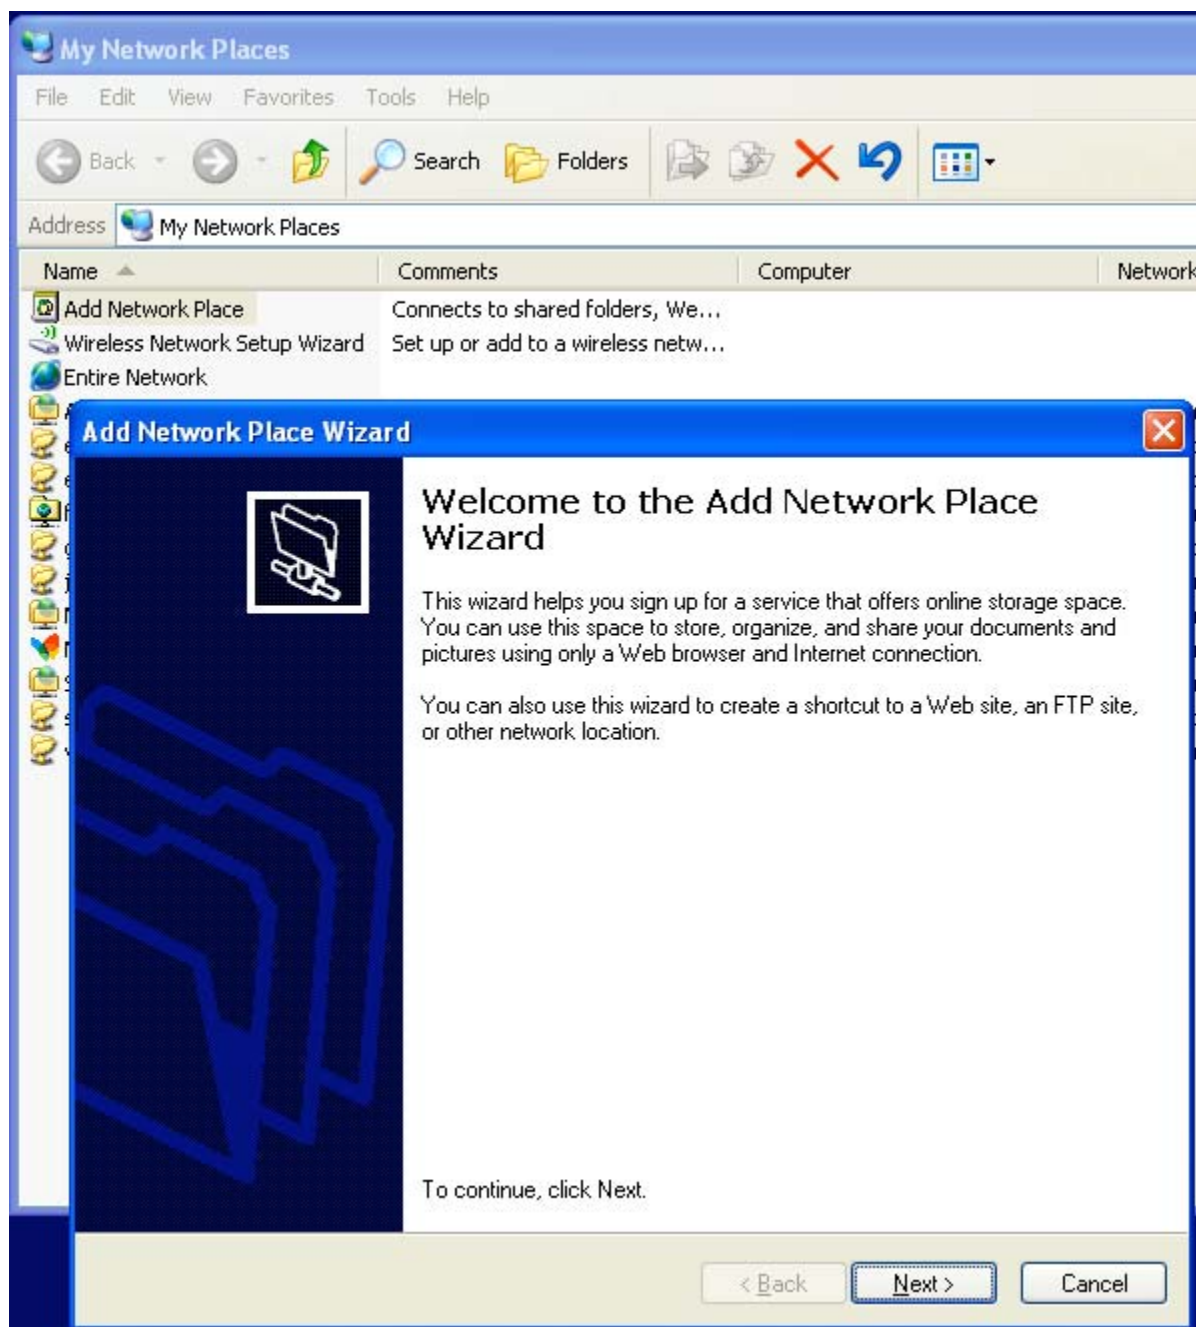 My Network Places
File Edit View Favorites Tools Help
Back Search Folders
Address My Network Places
Name Comments Computer Network
Add Network Place Connects to shared folders, We...
Wireless Network Setup Wizard Set up or add to a wireless netw...
Entire Network
Add Network Place Wizard
Welcome to the Add Network Place
Wizard
This wizard helps you sign up for a service that offers online storage space.
You can use this space to store, organize, and share your documents and
pictures using only a Web browser and Internet connection.
You can also use this wizard to create a shortcut to a Web site, an FTP site,
or other network location.
To continue, click Next.
< Back Next > Cancel